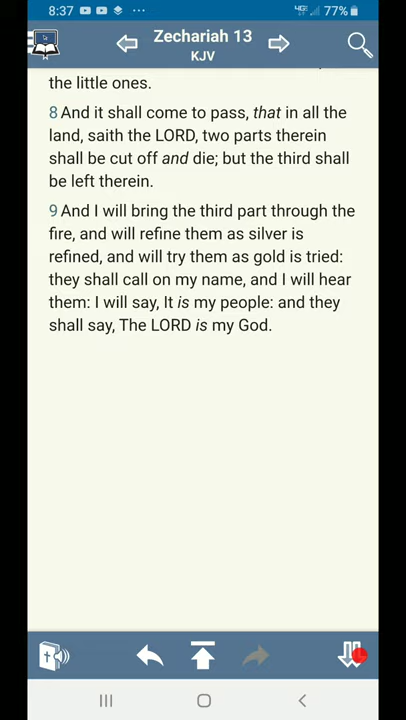 8:37 4G 77%
Zechariah 13
KJV
the little ones.
8 And it shall come to pass, that in all the
land, saith the LORD, two parts therein
shall be cut off and die; but the third shall
be left therein.
9 And I will bring the third part through the
fire, and will refine them as silver is
refined, and will try them as gold is tried:
they shall call on my name, and I will hear
them: I will say, It is my people: and they
shall say, The LORD is my God.